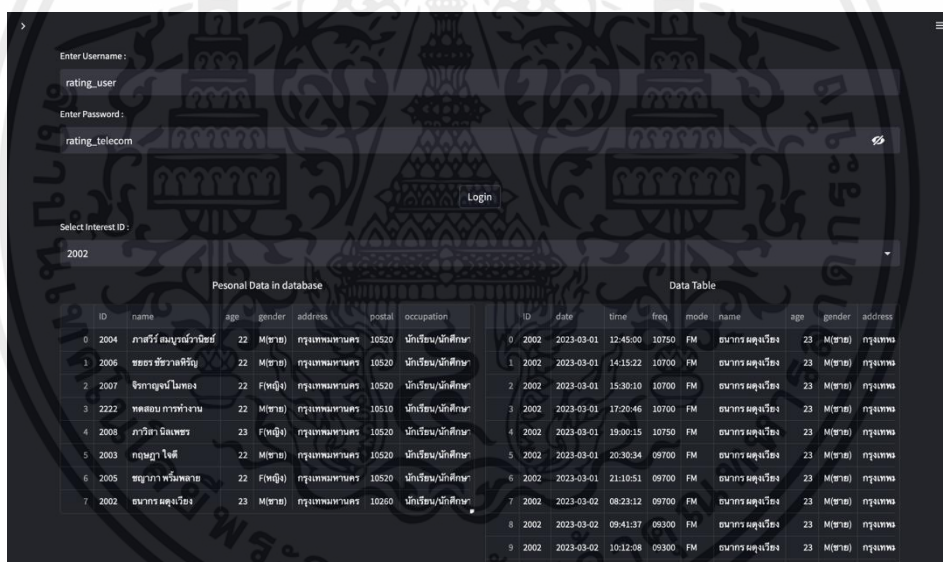 Enter Username :
rating_user
Enter Password :
rating_telecom
Login
Select Interest ID :
2002
Pesonal Data in database
ID name age gender address postal occupation
0 2004 ภาสวีร์ สมบูรณ์วานิชย์ 22 M(ชาย) กรุงเทพมหานคร 10520 นักเรียน/นักศึกษา
1 2006 ชยธร ชัชวาลหิรัญ 22 M(ชาย) กรุงเทพมหานคร 10520 นักเรียน/นักศึกษา
2 2007 จิรกาญจน์ ไมทอง 22 F(หญิง) กรุงเทพมหานคร 10520 นักเรียน/นักศึกษา
3 2222 ทดสอบ การทำงาน 22 M(ชาย) กรุงเทพมหานคร 10510 นักเรียน/นักศึกษา
4 2008 ภาวิสา นิลเพชร 23 F(หญิง) กรุงเทพมหานคร 10520 นักเรียน/นักศึกษา
5 2003 กฤษฎา ใจดี 22 M(ชาย) กรุงเทพมหานคร 10520 นักเรียน/นักศึกษา
6 2005 ชญาภา พริ้มพลาย 22 F(หญิง) กรุงเทพมหานคร 10520 นักเรียน/นักศึกษา
7 2002 ธนากร ผดุงเวียง 23 M(ชาย) กรุงเทพมหานคร 10260 นักเรียน/นักศึกษา
Data Table
ID date time freq mode name age gender address
0 2002 2023-03-01 12:45:00 10750 FM ธนากร ผดุงเวียง 23 M(ชาย) กรุงเทพม
1 2002 2023-03-01 14:15:22 10700 FM ธนากร ผดุงเวียง 23 M(ชาย) กรุงเทพม
2 2002 2023-03-01 15:30:10 10700 FM ธนากร ผดุงเวียง 23 M(ชาย) กรุงเทพม
3 2002 2023-03-01 17:20:46 10700 FM ธนากร ผดุงเวียง 23 M(ชาย) กรุงเทพม
4 2002 2023-03-01 19:00:15 10750 FM ธนากร ผดุงเวียง 23 M(ชาย) กรุงเทพม
5 2002 2023-03-01 20:30:34 09700 FM ธนากร ผดุงเวียง 23 M(ชาย) กรุงเทพม
6 2002 2023-03-01 21:10:51 09700 FM ธนากร ผดุงเวียง 23 M(ชาย) กรุงเทพม
7 2002 2023-03-02 08:23:12 09700 FM ธนากร ผดุงเวียง 23 M(ชาย) กรุงเทพม
8 2002 2023-03-02 09:41:37 09300 FM ธนากร ผดุงเวียง 23 M(ชาย) กรุงเทพม
9 2002 2023-03-02 10:12:08 09300 FM ธนากร ผดุงเวียง 23 M(ชาย) กรุงเทพม